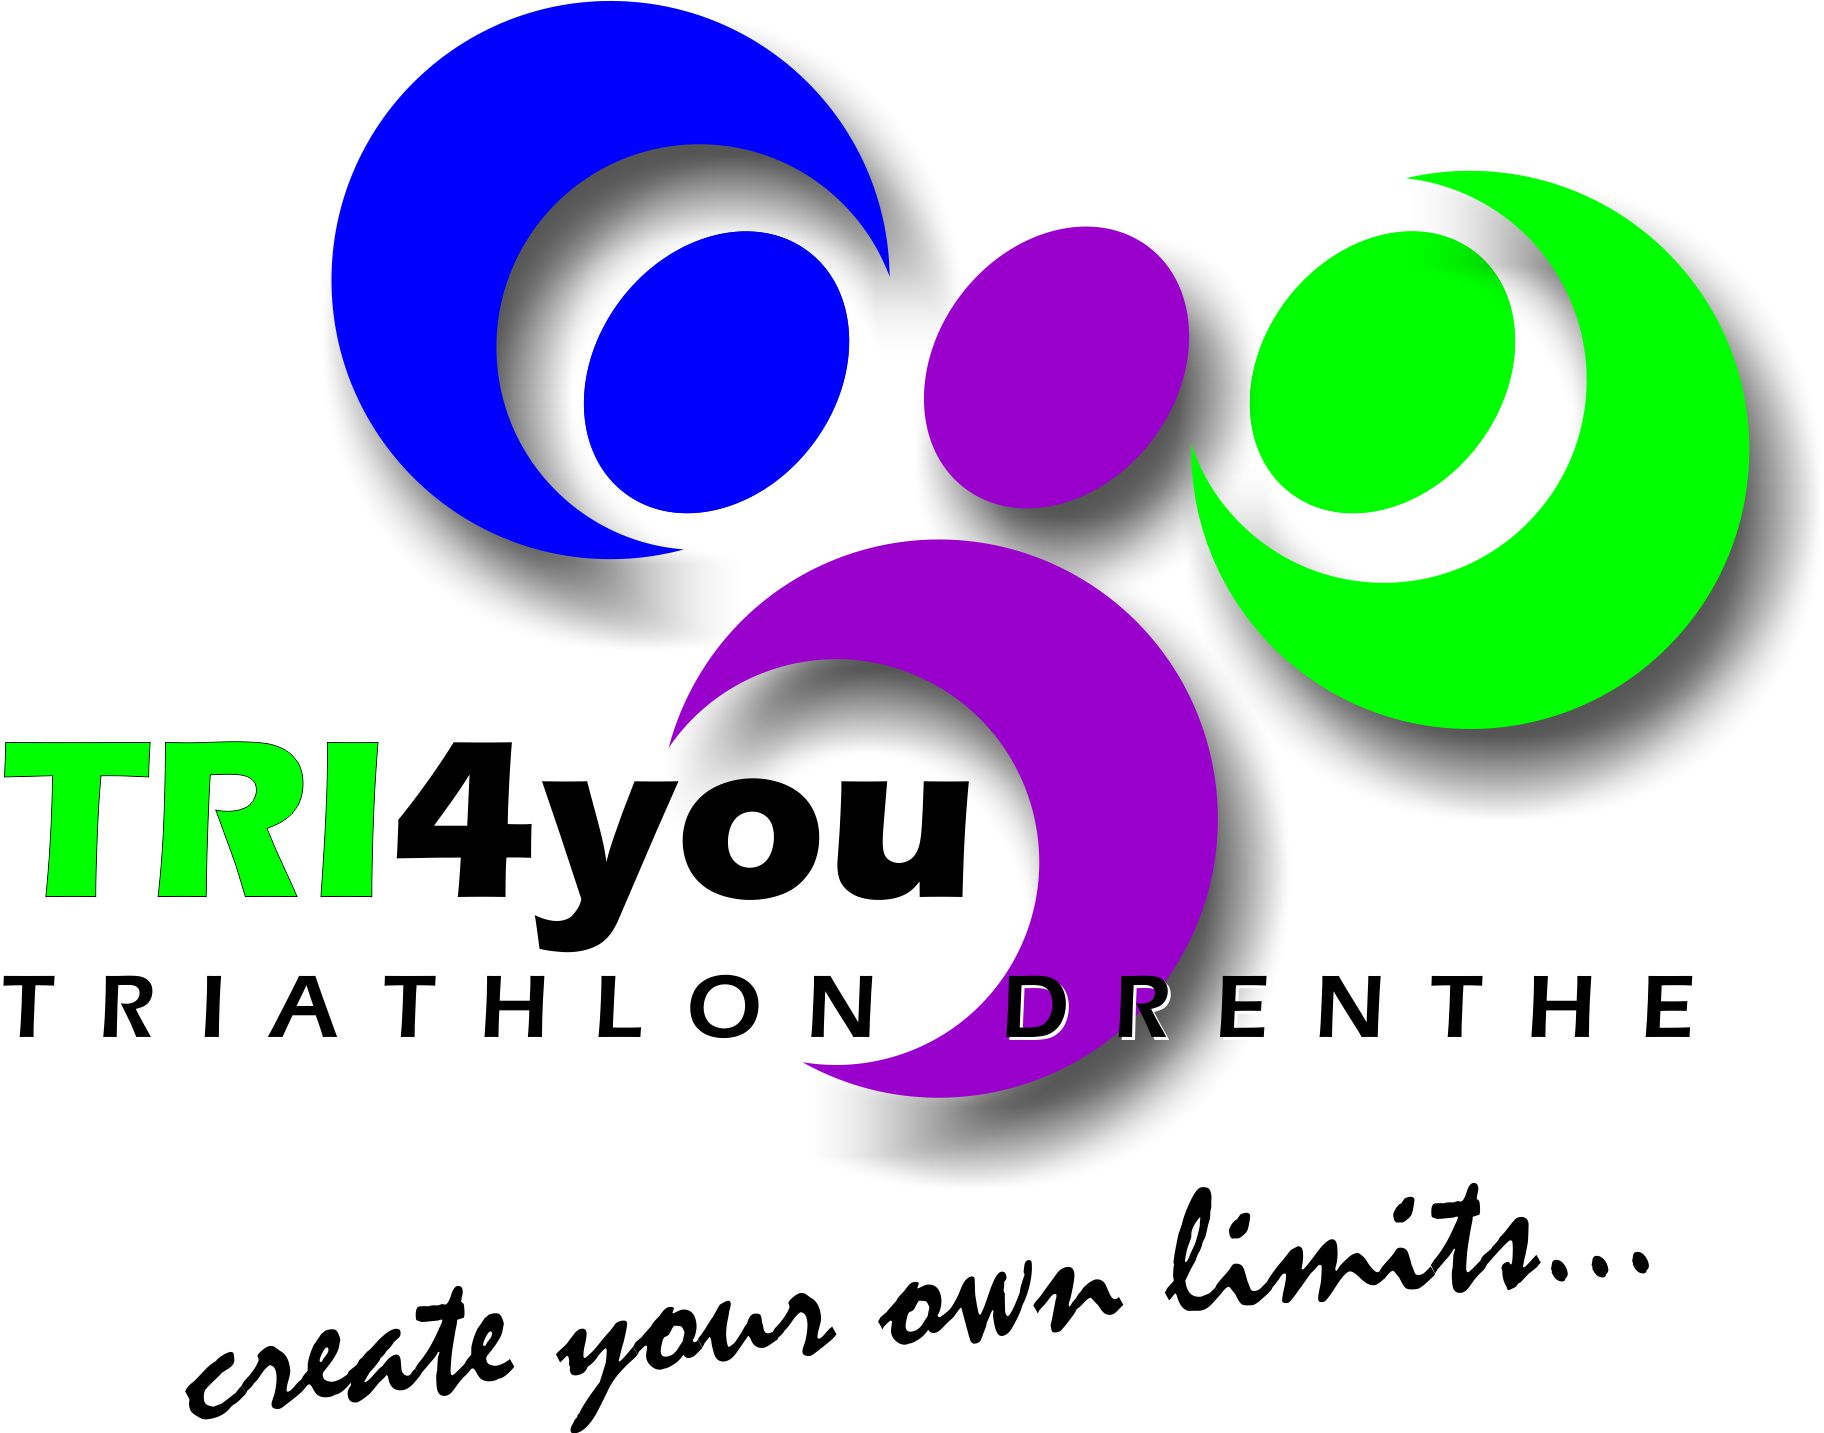 TRI4you
TRIATHLON DRENTHE
create your own limits...